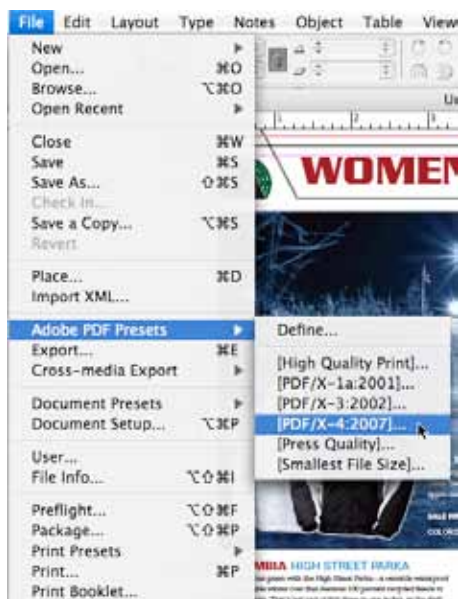 File Edit Layout Type Notes Object Table View
New
Open... ⌘O
Browse... ⌥⌘O
Open Recent
Close ⌘W
Save ⌘S
Save As... ⇧⌘S
Check In...
Save a Copy... ⌥⌘S
Revert
Place... ⌘D
Import XML...
Adobe PDF Presets
Export... ⌘E
Cross-media Export
Document Presets
Document Setup... ⌥⌘P
User...
File Info... ⌥⇧⌘I
Preflight... ⌥⇧⌘F
Package... ⌥⇧⌘P
Print Presets
Print... ⌘P
Print Booklet...
Define...
[High Quality Print]...
[PDF/X-1a:2001]...
[PDF/X-3:2002]...
[PDF/X-4:2007]...
[Press Quality]...
[Smallest File Size]...
1 2 3
WOMEN
MBIA HIGH STREET PARKA